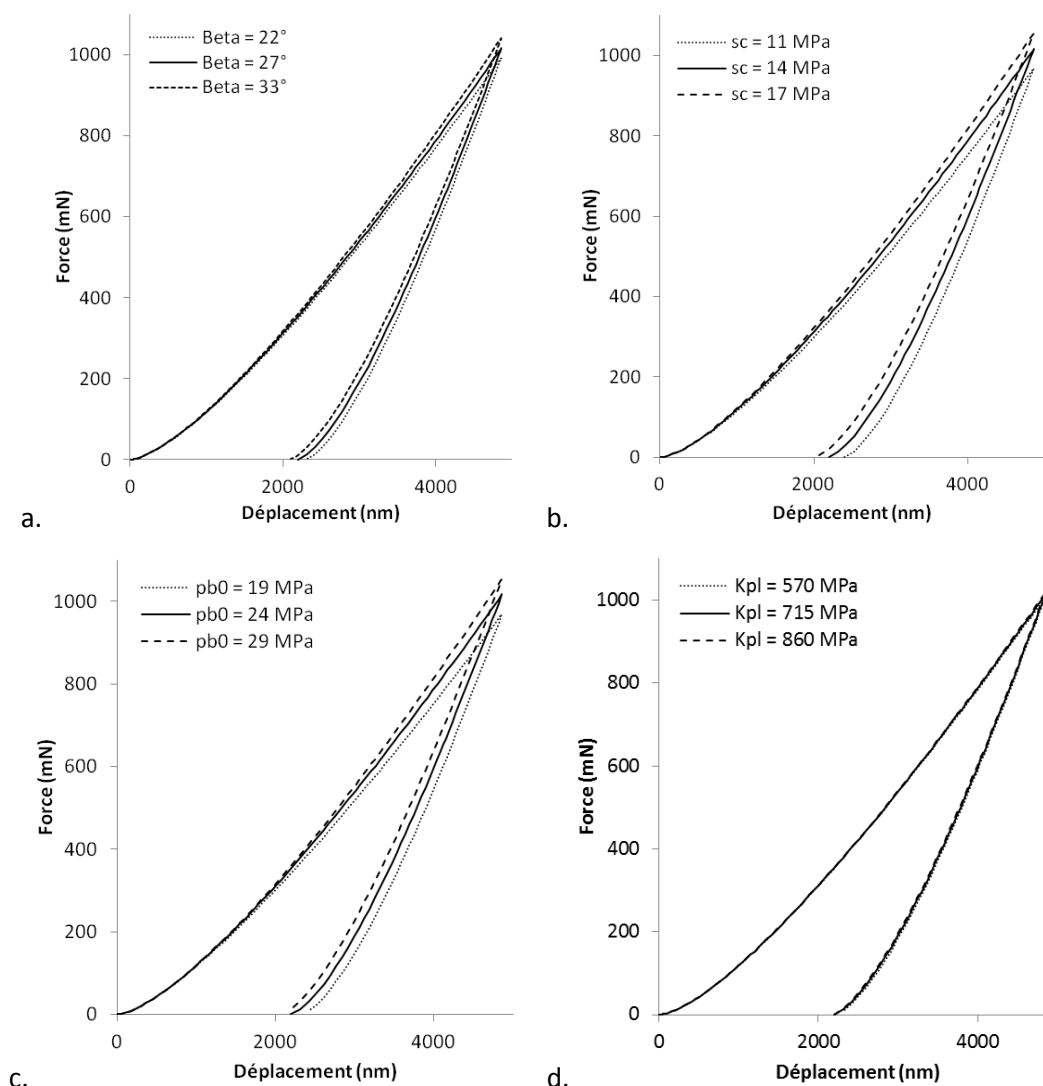 Beta = 22°
Beta = 27°
Beta = 33°
1000
800
600
400
200
0
Force (mN)
0 2000 4000
Déplacement (nm)
a.
sc = 11 MPa
sc = 14 MPa
sc = 17 MPa
1000
800
600
400
200
0
Force (mN)
0 2000 4000
Déplacement (nm)
b.
pb0 = 19 MPa
pb0 = 24 MPa
pb0 = 29 MPa
1000
800
600
400
200
0
Force (mN)
0 2000 4000
Déplacement (nm)
c.
Kpl = 570 MPa
Kpl = 715 MPa
Kpl = 860 MPa
1000
800
600
400
200
0
Force (mN)
0 2000 4000
Déplacement (nm)
d.